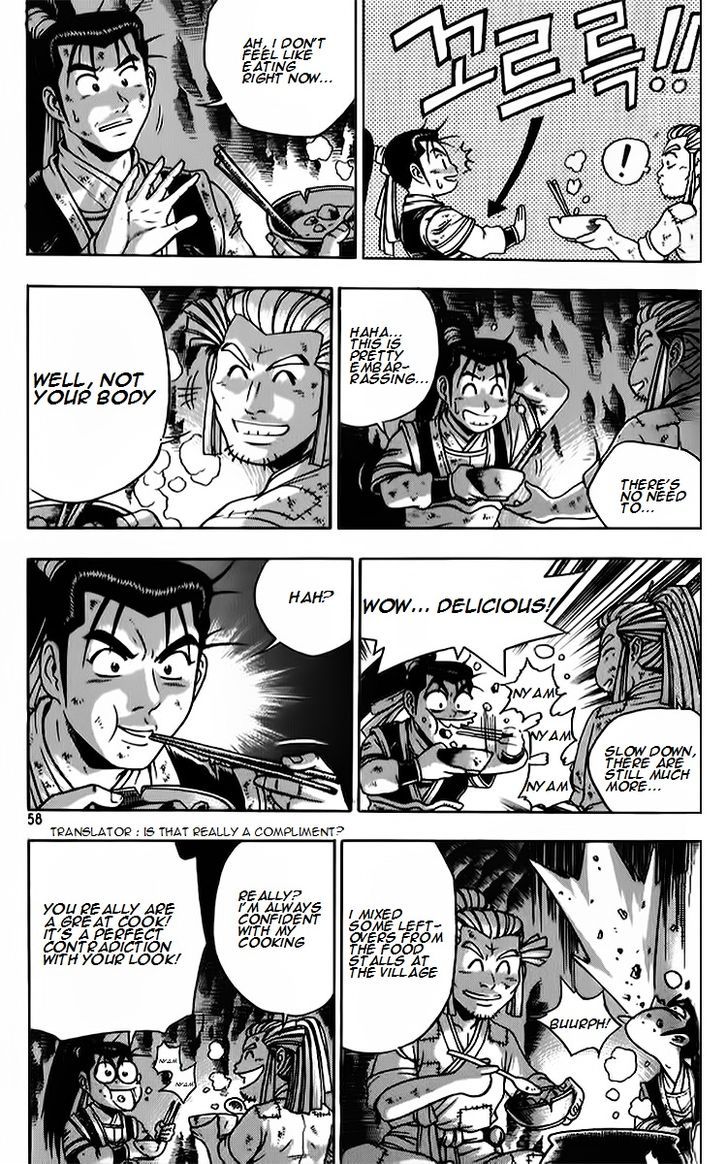 AH, I DON'T
FEEL LIKE
EATING
RIGHT NOW...
꼬르륵!!
!
WELL, NOT
YOUR BODY
HAHA...
THIS IS
PRETTY
EMBAR-
RASSING...
THERE'S
NO NEED
TO...
HAH?
WOW... DELICIOUS!
NYAM
NYAM
NYAM
SLOW DOWN,
THERE ARE
STILL MUCH
MORE...
58
TRANSLATOR : IS THAT REALLY A COMPLIMENT?
YOU REALLY ARE
A GREAT COOK!
IT'S A PERFECT
CONTRADICTION
WITH YOUR LOOK!
REALLY?
I'M ALWAYS
CONFIDENT
WITH MY
COOKING
NYAM
NYAM
I MIXED
SOME LEFT-
OVERS FROM
THE FOOD
STALLS AT
THE VILLAGE
BUURPH!